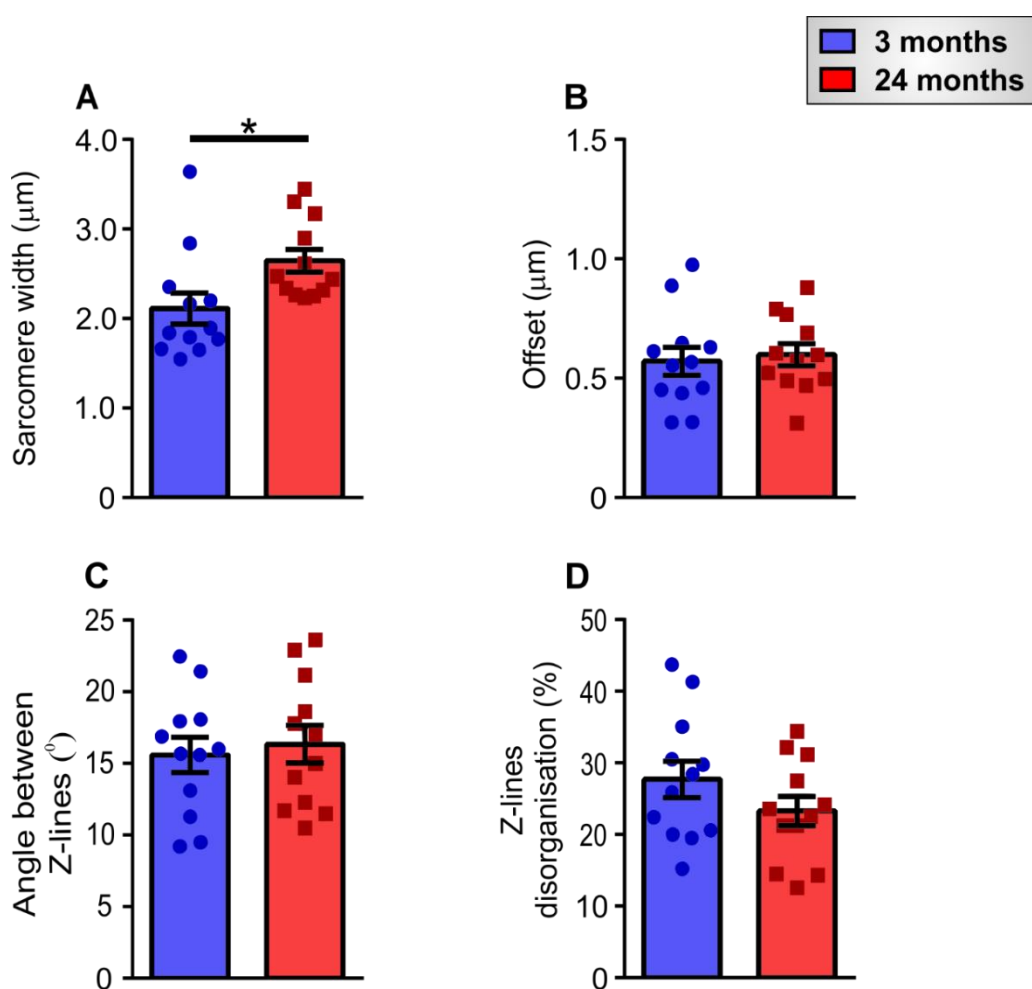 3 months
24 months
A
*
Sarcomere width (μm)
4.0
3.0
2.0
1.0
0
B
Offset (μm)
1.5
1.0
0.5
0
C
Angle between
Z-lines (⁰)
25
20
15
10
5
0
D
Z-lines
disorganisation (%)
50
40
30
20
10
0